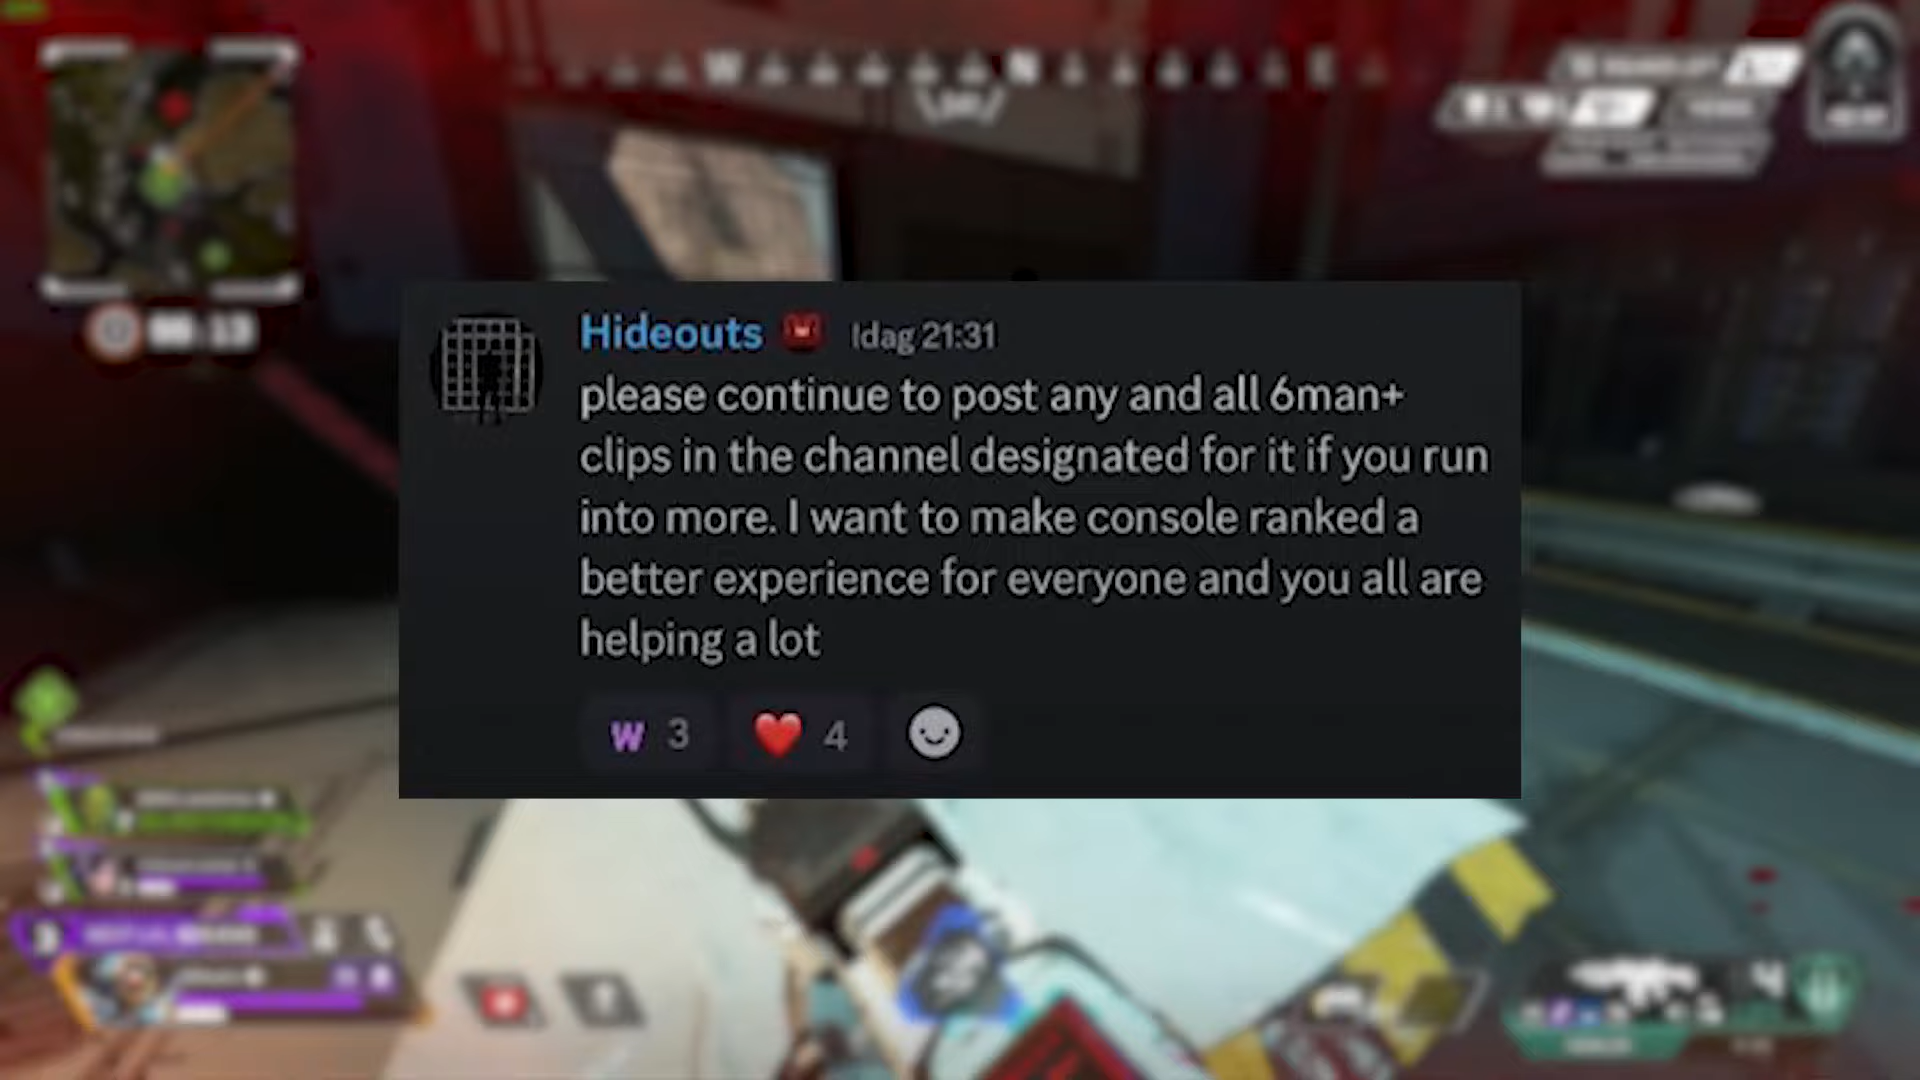 W N E
Hideouts Idag 21:31
please continue to post any and all 6man+
clips in the channel designated for it if you run
into more. I want to make console ranked a
better experience for everyone and you all are
helping a lot
W 3 4